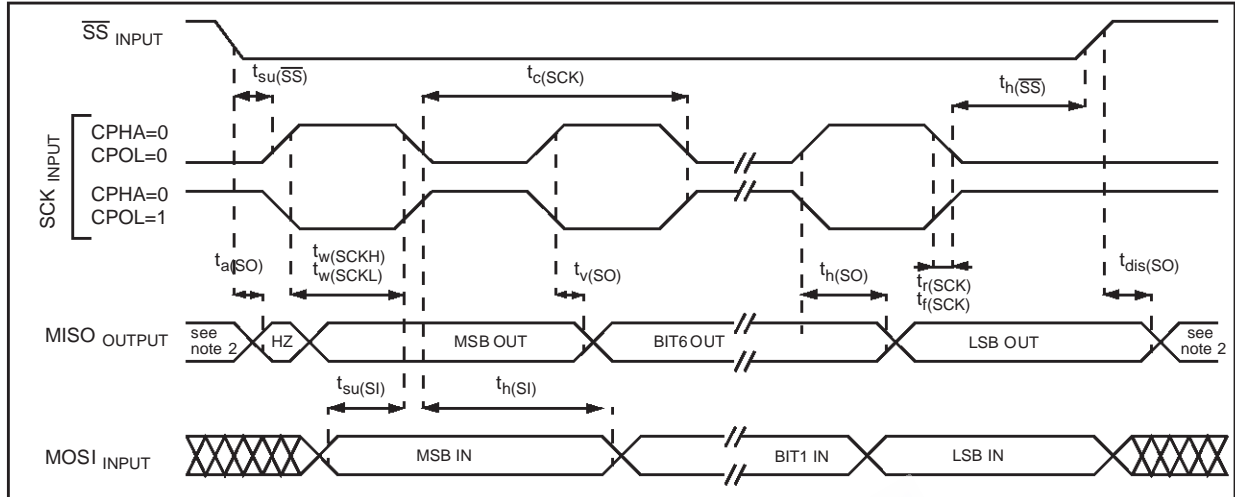 SS INPUT
tsu(SS)
tc(SCK)
th(SS)
SCK INPUT
CPHA=0
CPOL=0
CPHA=0
CPOL=1
ta(SO)
tw(SCKH)
tw(SCKL)
tv(SO)
th(SO)
tr(SCK)
tf(SCK)
tdis(SO)
MISO OUTPUT
see
note 2
HZ
MSB OUT
BIT6 OUT
LSB OUT
see
note 2
tsu(SI)
th(SI)
MOSI INPUT
MSB IN
BIT1 IN
LSB IN